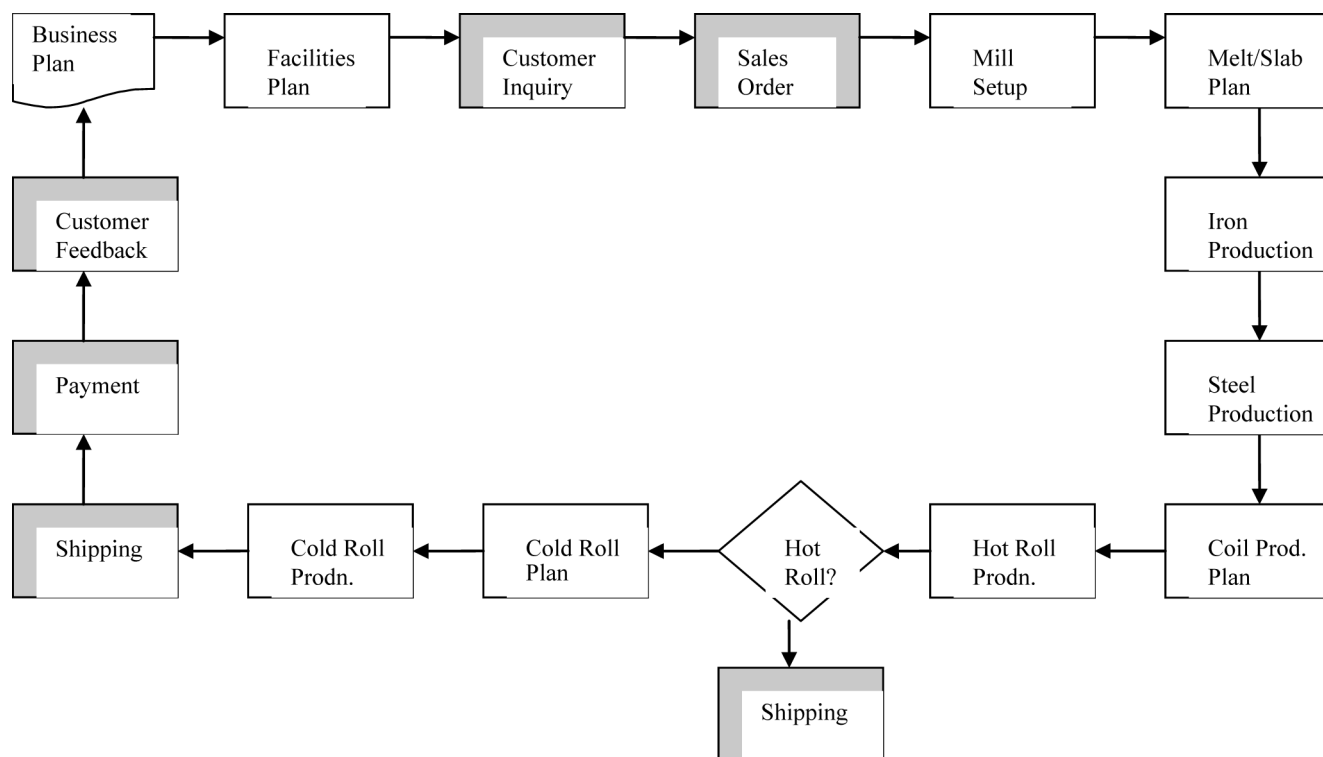 Business
Plan
Facilities
Plan
Customer
Inquiry
Sales
Order
Mill
Setup
Melt/Slab
Plan
Customer
Feedback
Iron
Production
Payment
Steel
Production
Shipping
Cold Roll
Prodn.
Cold Roll
Plan
Hot
Roll?
Hot Roll
Prodn.
Coil Prod.
Plan
Shipping